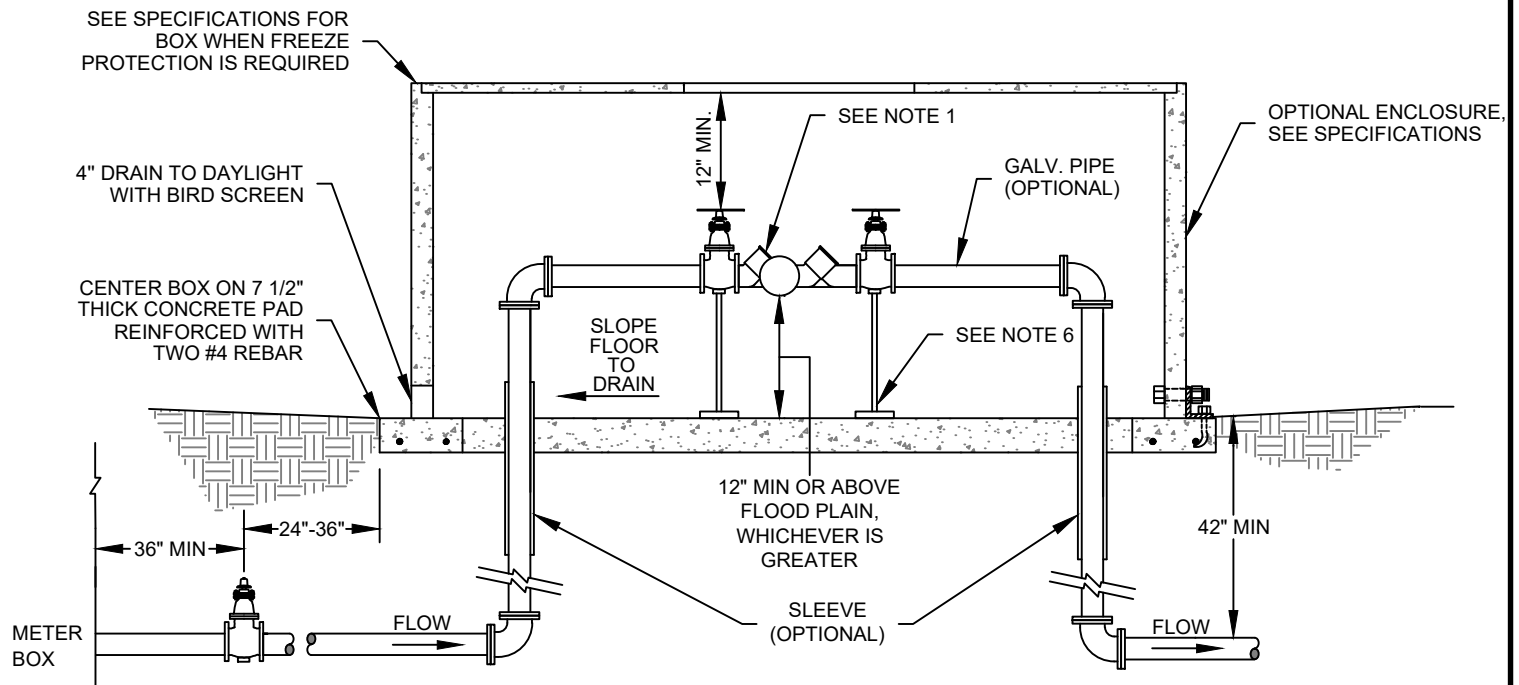 SEE SPECIFICATIONS FOR
BOX WHEN FREEZE
PROTECTION IS REQUIRED
SEE NOTE 1
OPTIONAL ENCLOSURE,
SEE SPECIFICATIONS
12" MIN.
4" DRAIN TO DAYLIGHT
WITH BIRD SCREEN
GALV. PIPE
(OPTIONAL)
CENTER BOX ON 7 1/2"
THICK CONCRETE PAD
REINFORCED WITH
TWO #4 REBAR
SLOPE
FLOOR
TO
DRAIN
SEE NOTE 6
12" MIN OR ABOVE
FLOOD PLAIN,
WHICHEVER IS
GREATER
24"-36"
36" MIN
42" MIN
SLEEVE
(OPTIONAL)
METER
BOX
FLOW
FLOW